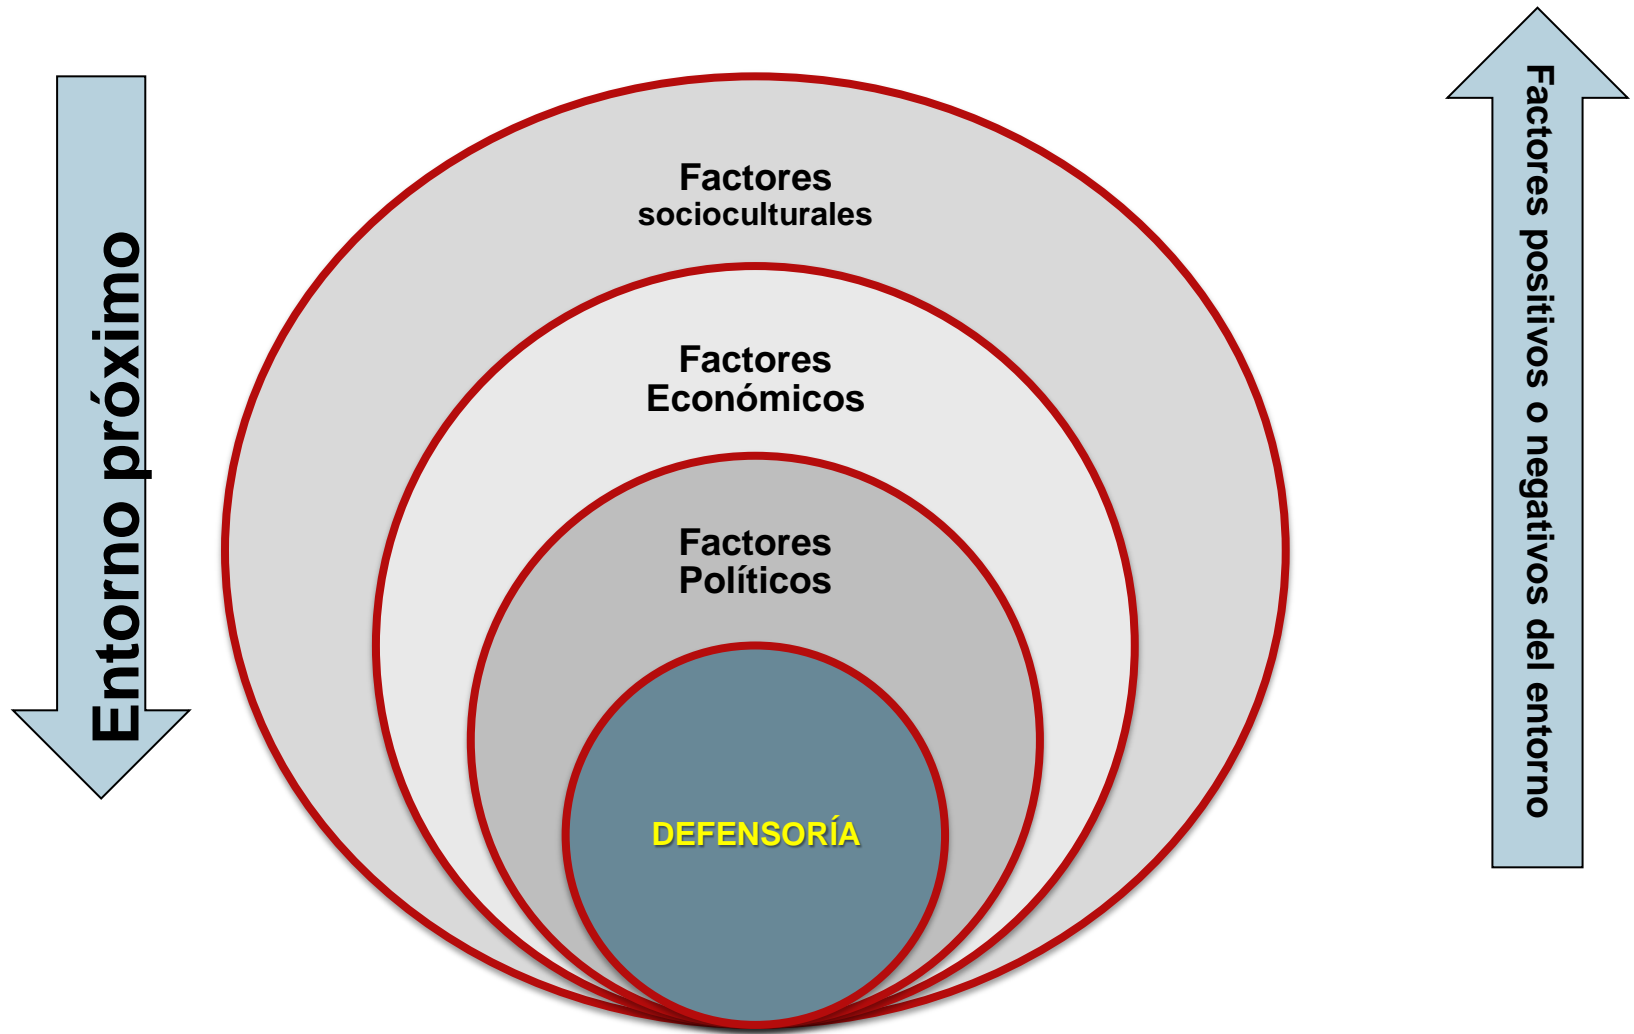 Entorno próximo
Factores
socioculturales
Factores
Económicos
Factores
Políticos
DEFENSORÍA
Factores positivos o negativos del entorno